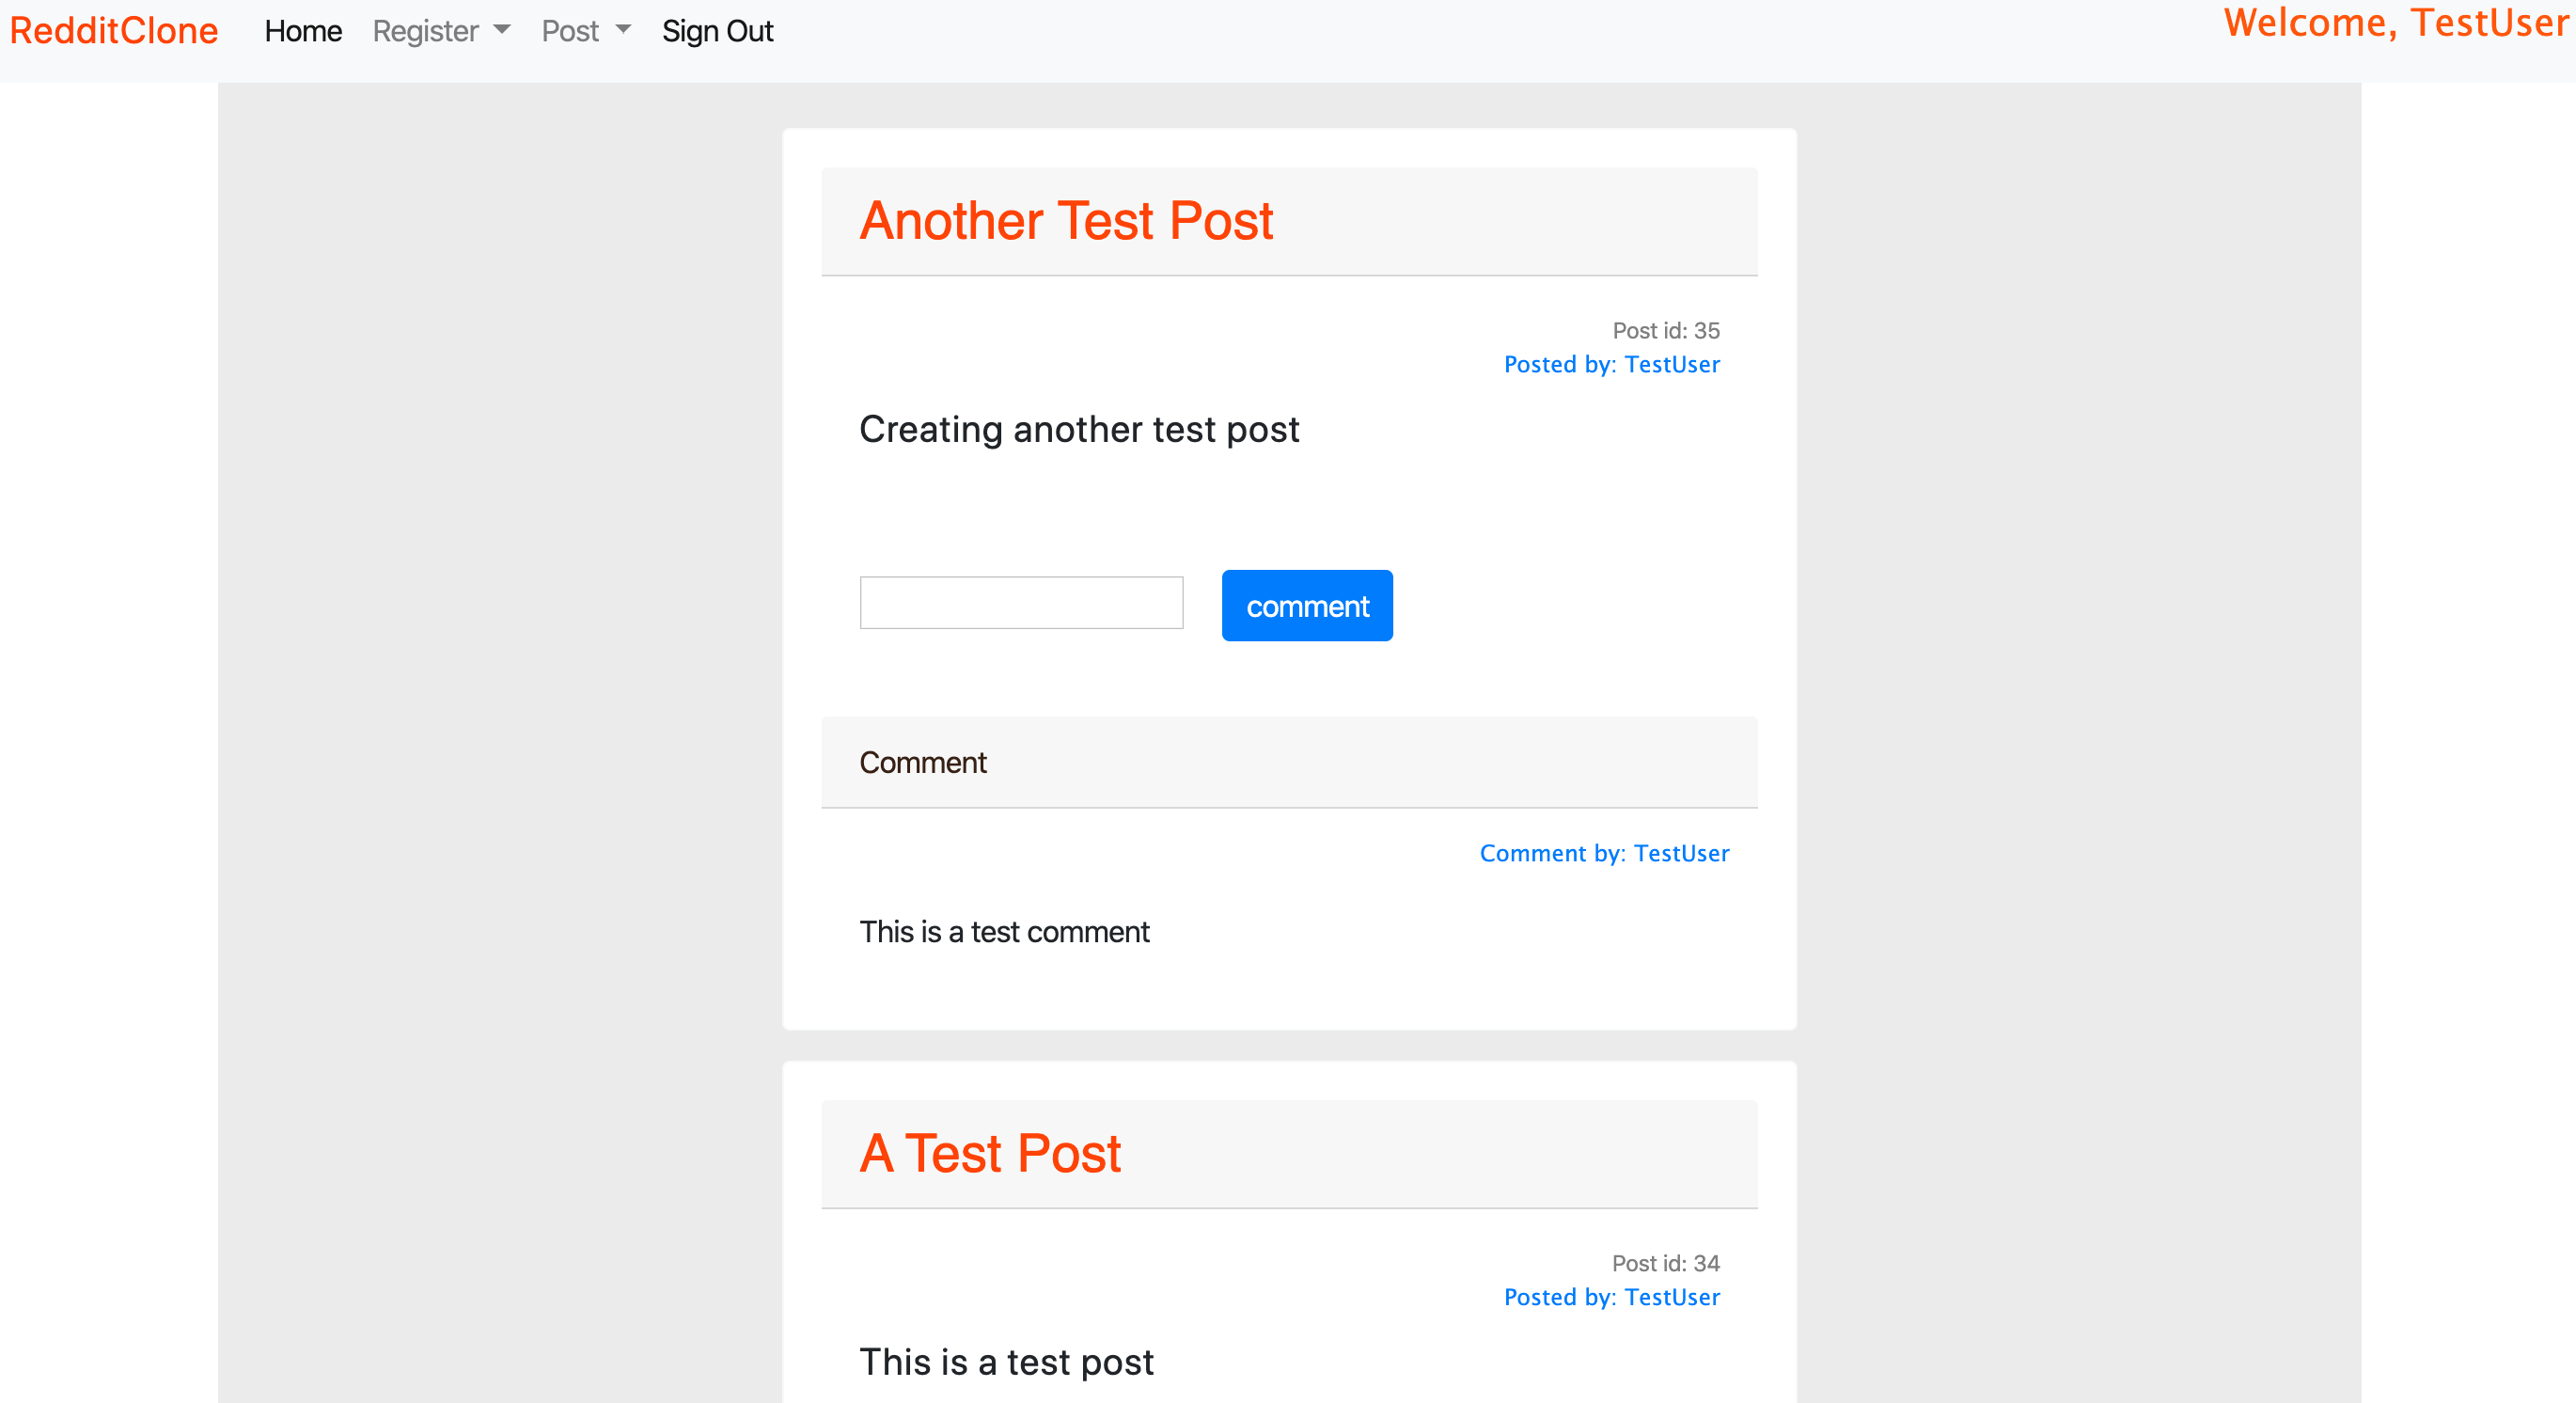 RedditClone Home Register Post Sign Out Welcome, TestUser
Another Test Post
Post id: 35
Posted by: TestUser
Creating another test post
comment
Comment
Comment by: TestUser
This is a test comment
A Test Post
Post id: 34
Posted by: TestUser
This is a test post